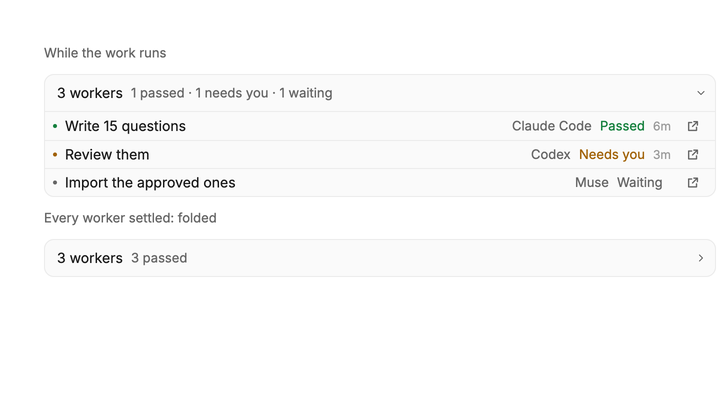 While the work runs
3 workers 1 passed · 1 needs you · 1 waiting
Write 15 questions Claude Code Passed 6m
Review them Codex Needs you 3m
Import the approved ones Muse Waiting
Every worker settled: folded
3 workers 3 passed